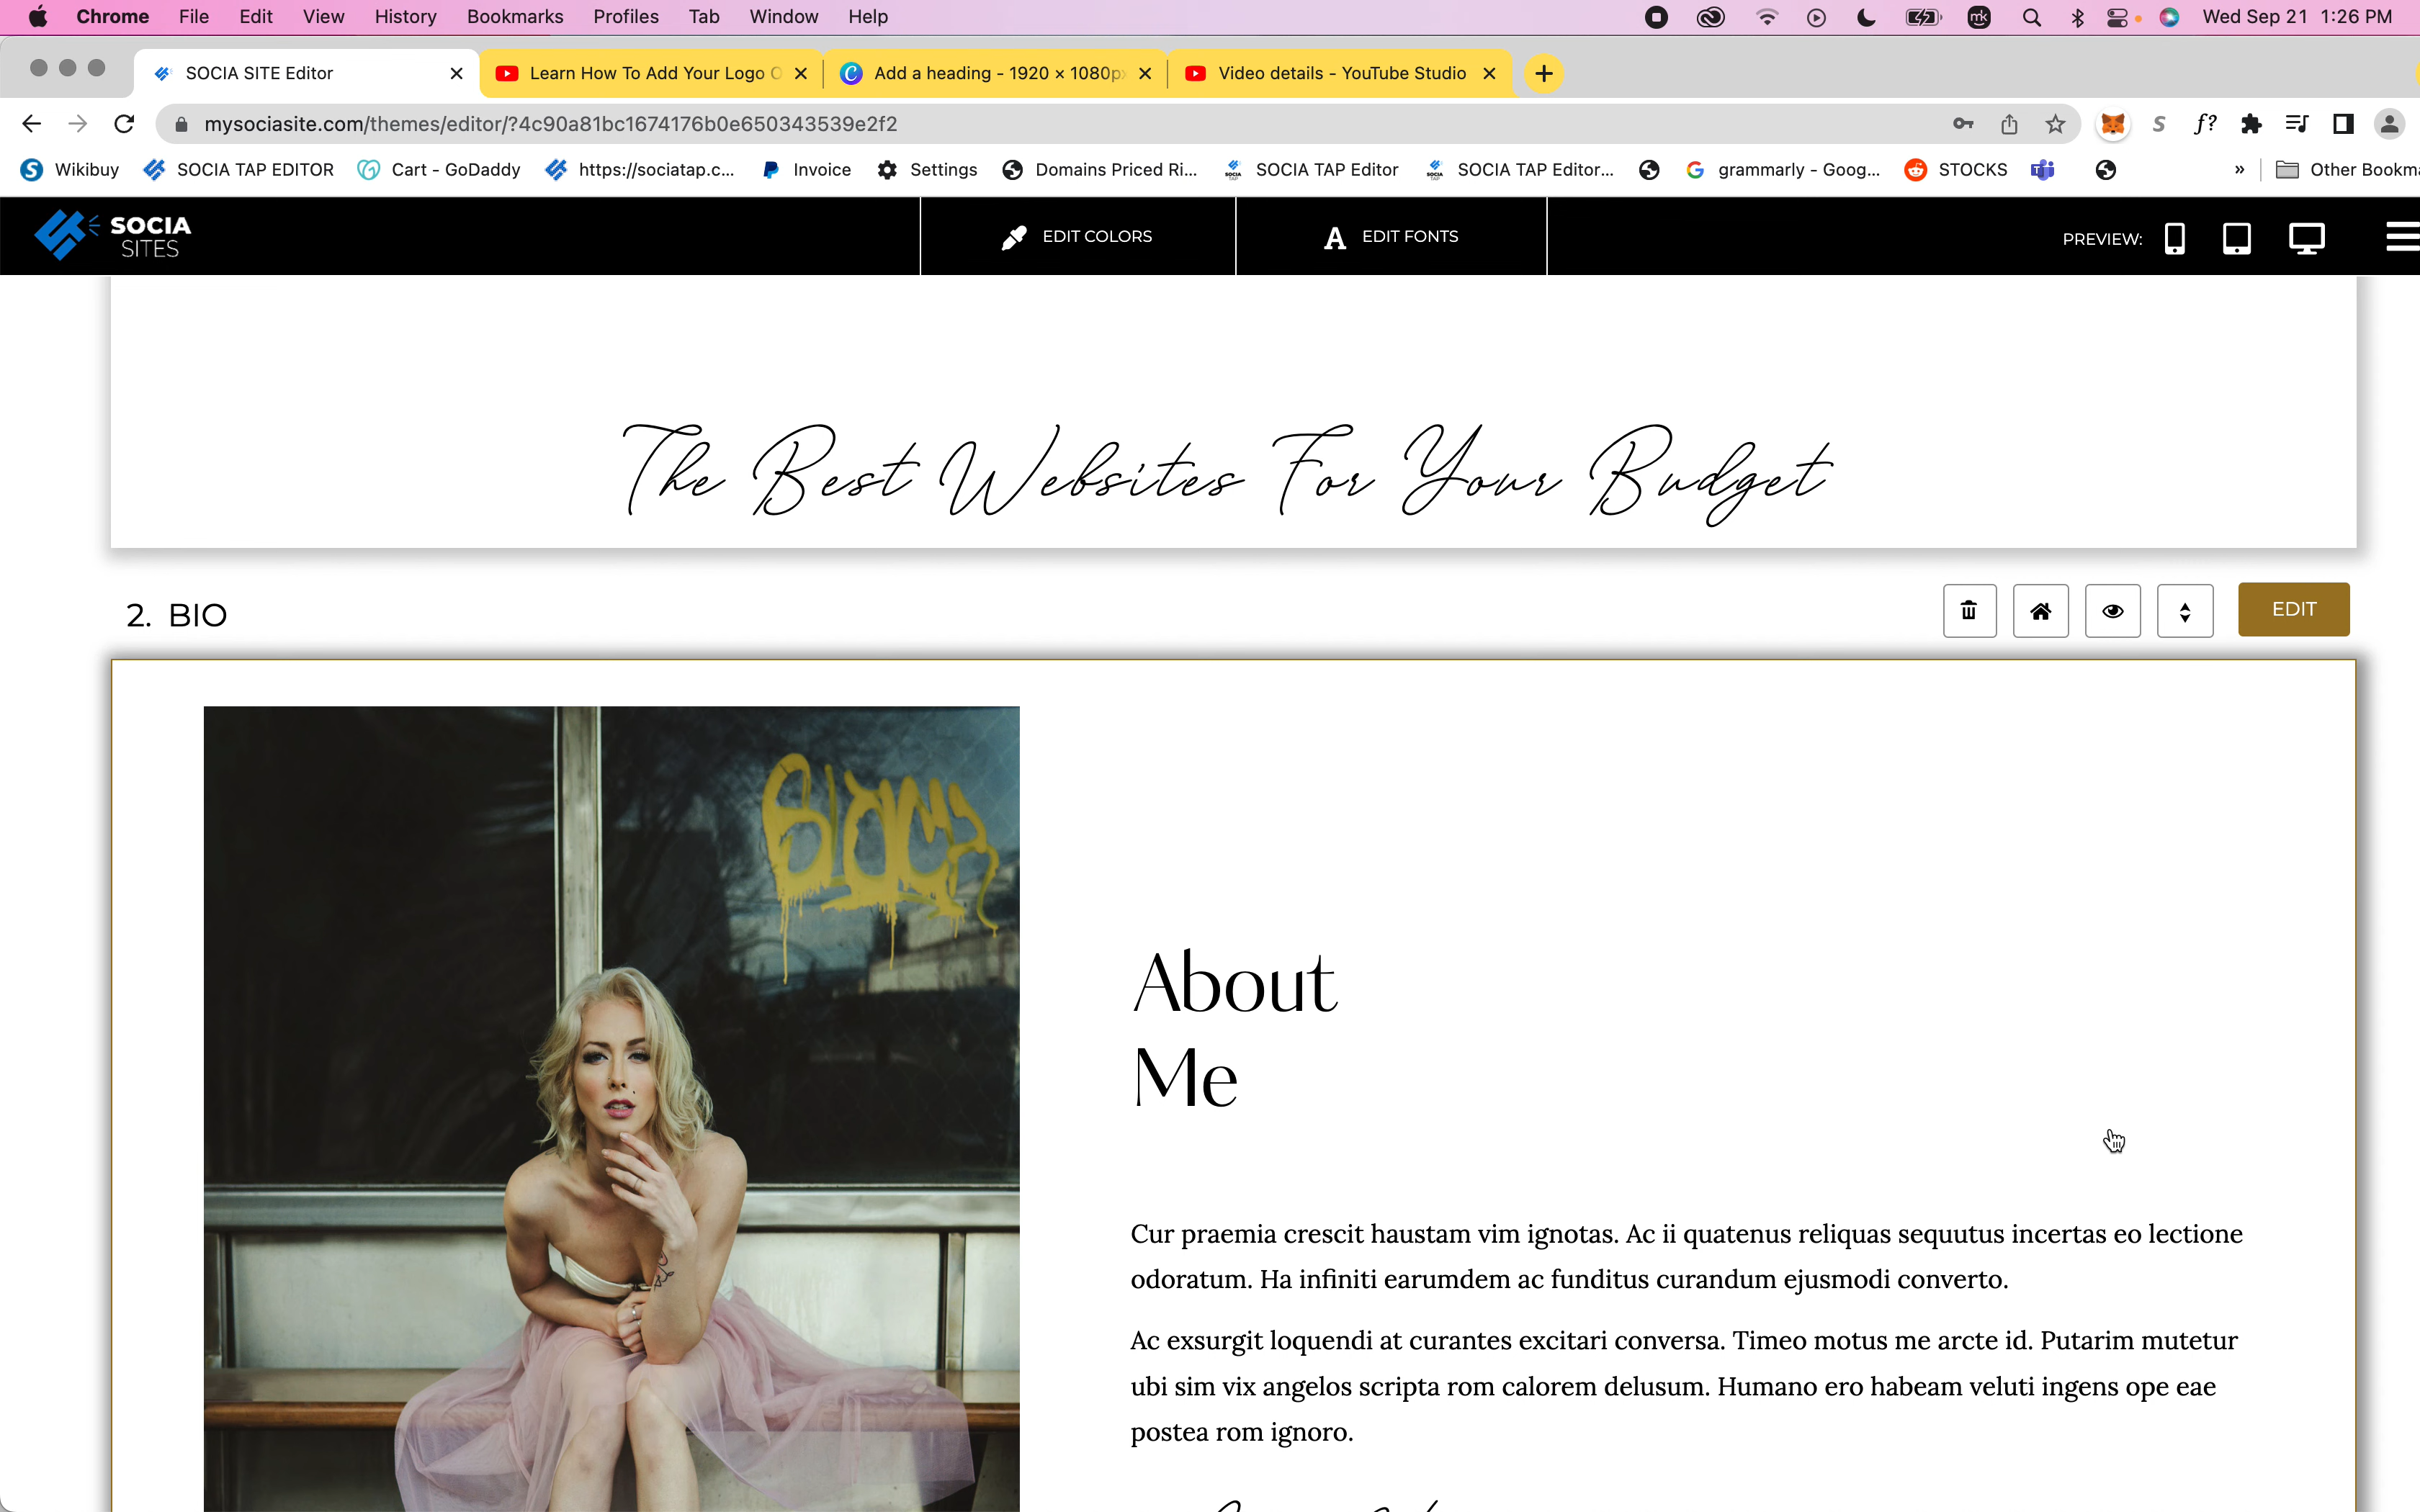 Chrome File Edit View History Bookmarks Profiles Tab Window Help mk Wed Sep 21 1:26 PM
SOCIA SITE Editor Learn How To Add Your Logo O Add a heading - 1920 × 1080p Video details - YouTube Studio
mysociasite.com/themes/editor/?4c90a81bc1674176b0e650343539e2f2 S f?
S Wikibuy SOCIA TAP EDITOR Cart - GoDaddy https://sociatap.c... Invoice Settings Domains Priced Ri... SOCIA TAP Editor SOCIA TAP Editor... G grammarly - Goog... STOCKS » Other Bookma
SOCIA
SITES
EDIT COLORS A EDIT FONTS PREVIEW:
The Best Websites For Your Budget
2. BIO EDIT
About
Me
Cur praemia crescit haustam vim ignotas. Ac ii quatenus reliquas sequutus incertas eo lectione
odoratum. Ha infiniti earumdem ac funditus curandum ejusmodi converto.
Ac exsurgit loquendi at curantes excitari conversa. Timeo motus me arcte id. Putarim mutetur
ubi sim vix angelos scripta rom calorem delusum. Humano ero habeam veluti ingens ope eae
postea rom ignoro.